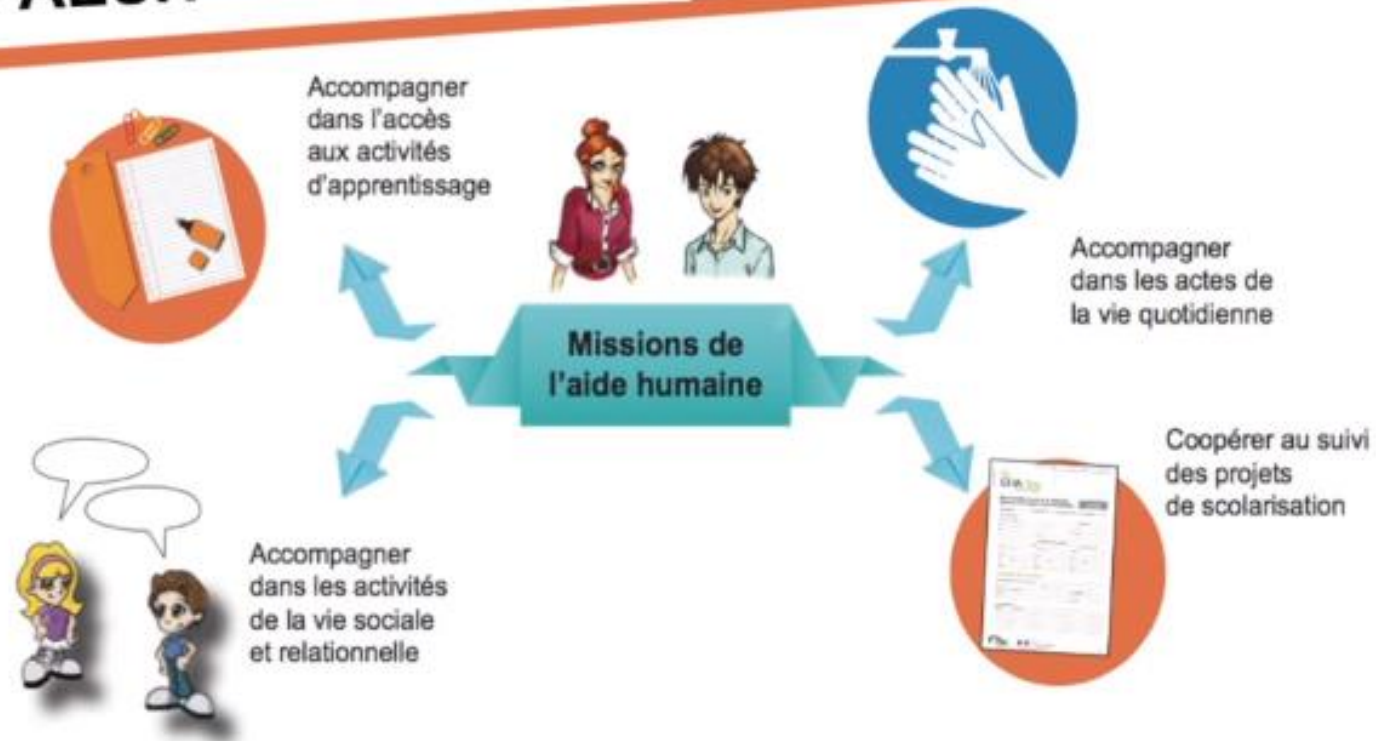 Accompagner
dans l'accès
aux activités
d'apprentissage
Accompagner
dans les actes de
la vie quotidienne
Missions de
l'aide humaine
Coopérer au suivi
des projets
de scolarisation
Accompagner
dans les activités
de la vie sociale
et relationnelle